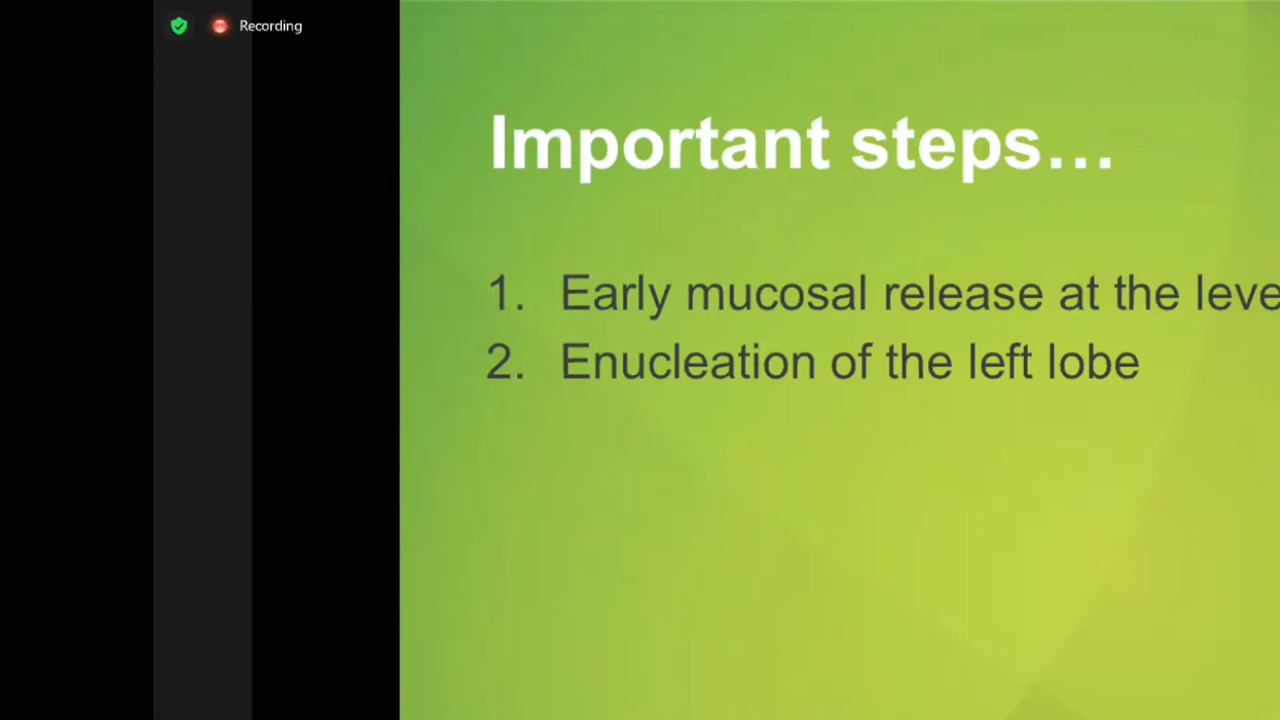 Recording
Important steps…
1. Early mucosal release at the leve
2. Enucleation of the left lobe